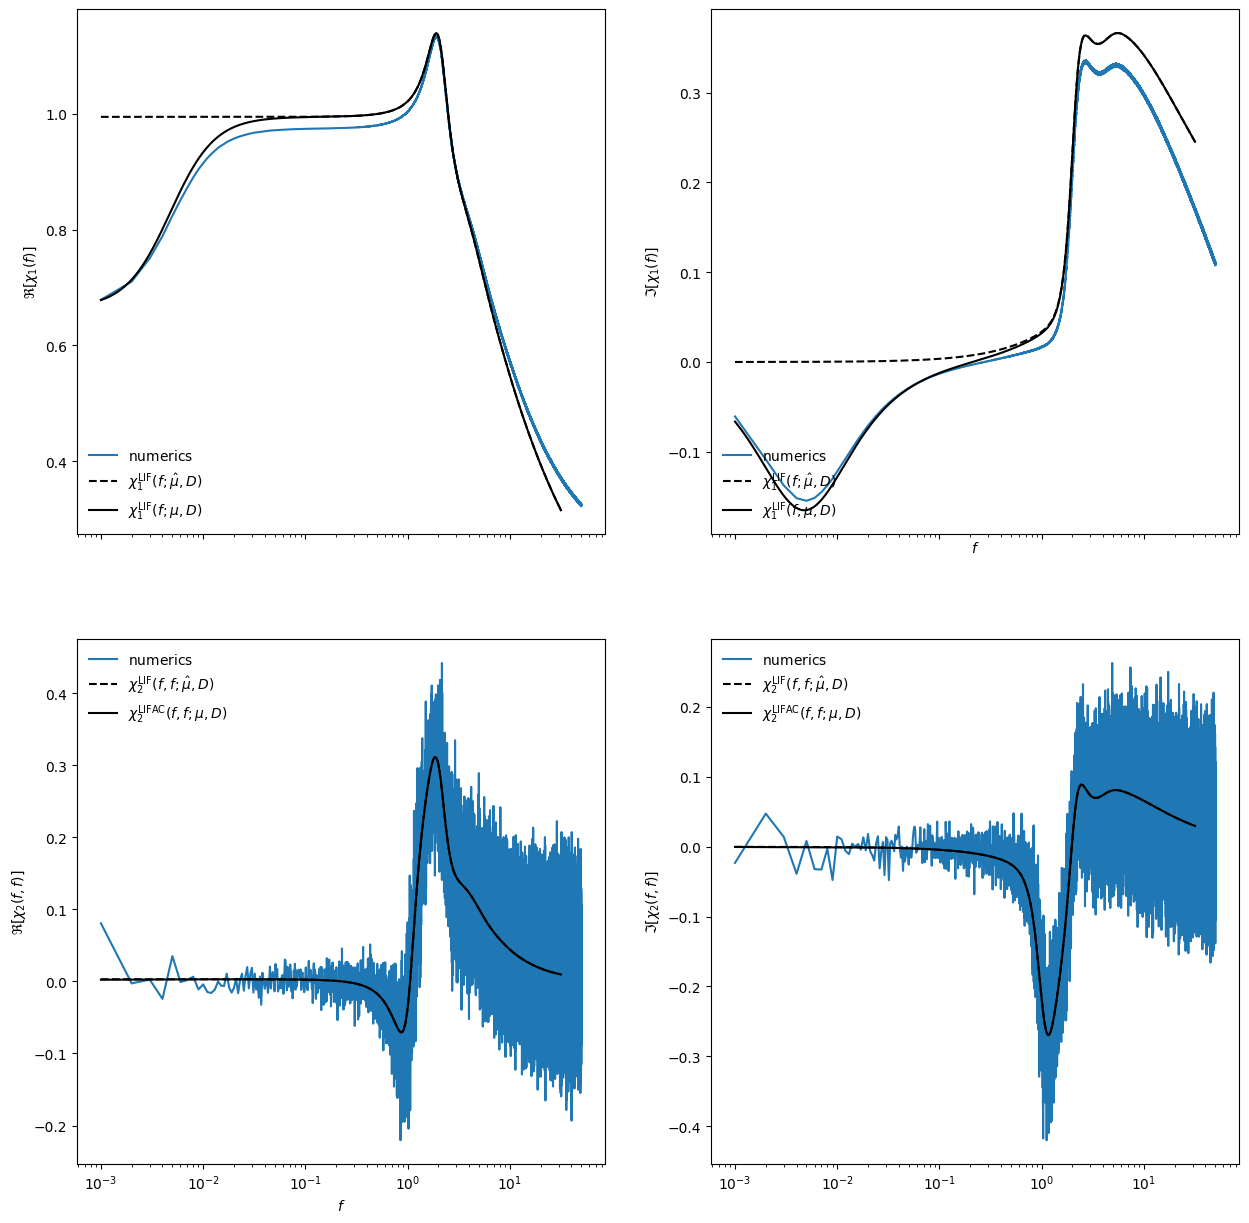 1.0
0.8
0.6
0.4
ℜ[χ₁(f)]
numerics
χ₁^LIF(f; μ̂, D)
χ₁^LIF(f; μ, D)
0.3
0.2
0.1
0.0
−0.1
ℑ[χ₁(f)]
numerics
χ₁^LIF(f; μ̂, D)
χ₁^LIF(f; μ, D)
f
0.4
0.3
0.2
0.1
0.0
−0.1
−0.2
ℜ[χ₂(f, f)]
numerics
χ₂^LIF(f, f; μ̂, D)
χ₂^LIFAC(f, f; μ, D)
10⁻³ 10⁻² 10⁻¹ 10⁰ 10¹
f
0.2
0.1
0.0
−0.1
−0.2
−0.3
−0.4
ℑ[χ₂(f, f)]
numerics
χ₂^LIF(f, f; μ̂, D)
χ₂^LIFAC(f, f; μ, D)
10⁻³ 10⁻² 10⁻¹ 10⁰ 10¹